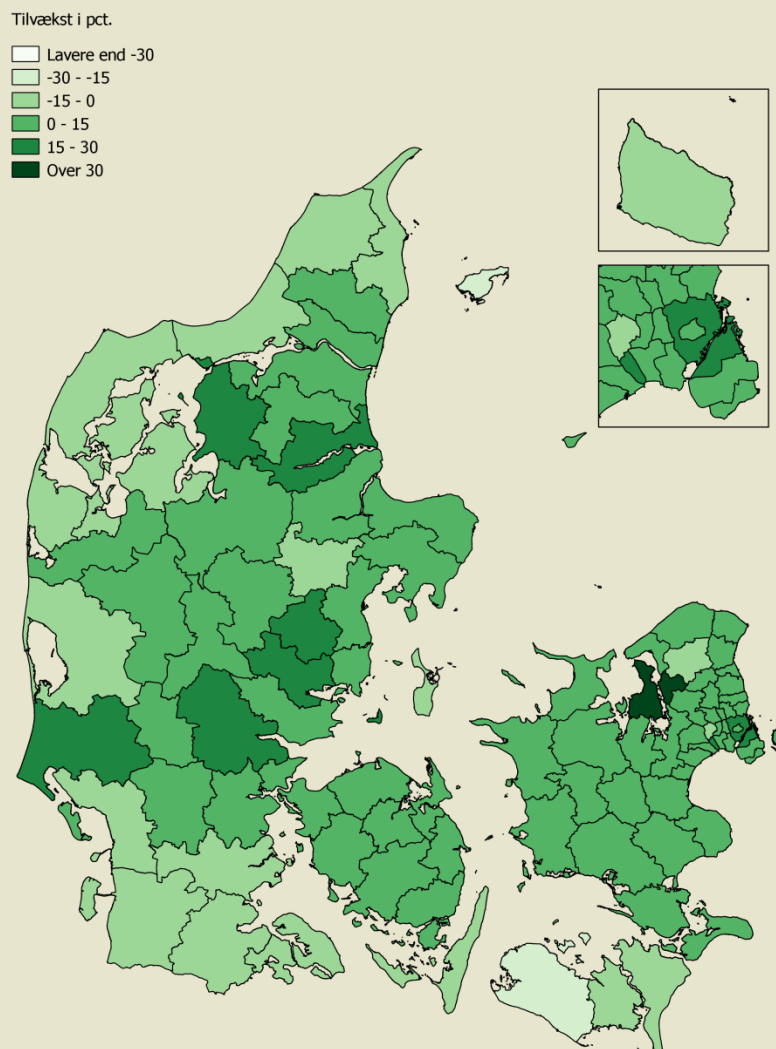 Tilvækst i pct.
Lavere end -30
-30 - -15
-15 - 0
0 - 15
15 - 30
Over 30